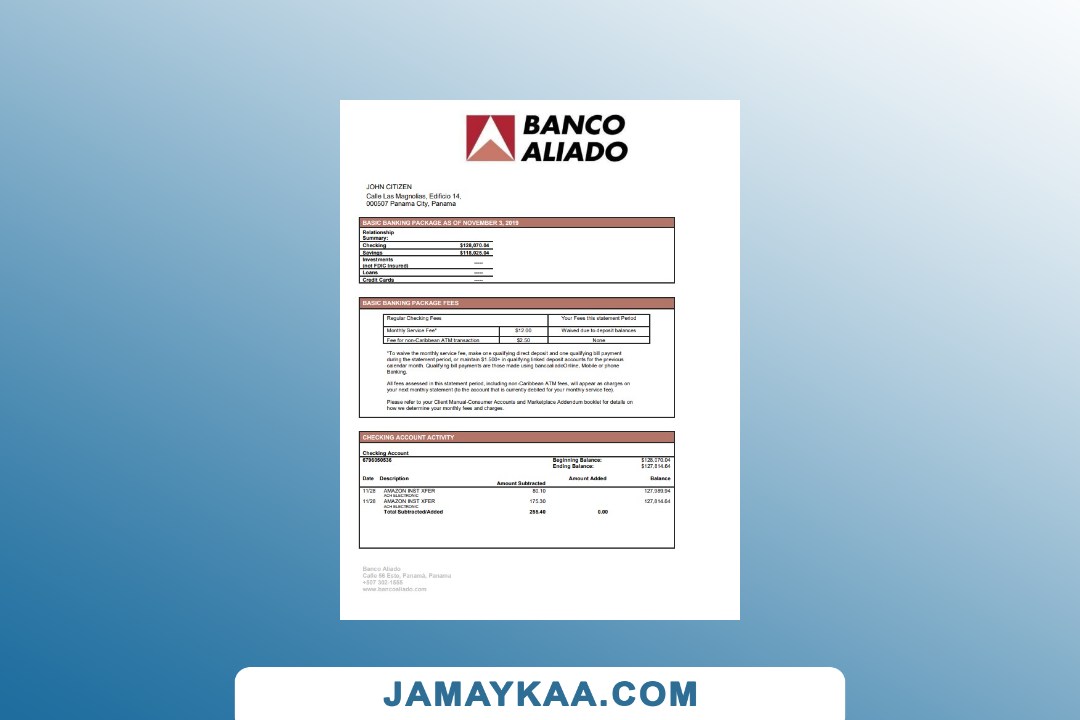 BANCO
ALIADO
JOHN CITIZEN
Calle Las Magnolias, Edificio 14,
000507 Panama City, Panama
BASIC BANKING PACKAGE AS OF NOVEMBER 3, 2019
Relationship
Summary:
Checking $128,070.04
Savings
Investments
(not FDIC Insured) ----
Loans ----
Credit Cards ----
BASIC BANKING PACKAGE FEES
Regular Checking Fees Your Fees this statement Period
Monthly Service Fee* $12.00 Waived due to deposit balances
Fee for non-Caribbean ATM transaction $2.50 None
*To waive the monthly service fee, make one qualifying direct deposit and one qualifying bill payment
during the statement period, or maintain $1.500+ in qualifying linked deposit accounts for the previous
calendar month. Qualifying bill payments are those made using bancoaliadoOnline, Mobile or phone
Banking.
All fees assessed in this statement period, including non-Caribbean ATM fees, will appear as charges on
your next monthly statement (to the account that is currently debited for your monthly service fee).
Please refer to your Client Manual-Consumer Accounts and Marketplace Addendum booklet for details on
how we determine your monthly fees and charges.
CHECKING ACCOUNT ACTIVITY
Checking Account
Beginning Balance: $128,070.04
Ending Balance: $127,814.64
Date Description Amount Subtracted Amount Added Balance
11/28 AMAZON INST XFER 80.10 127,989.94
ACH ELECTRONIC
11/28 AMAZON INST XFER 175.30 127,814.64
ACH ELECTRONIC
Total Subtracted/Added 255.40 0.00
Banco Aliado
Panama, Panama
www.bancoaliado.com
JAMAYKAA.COM